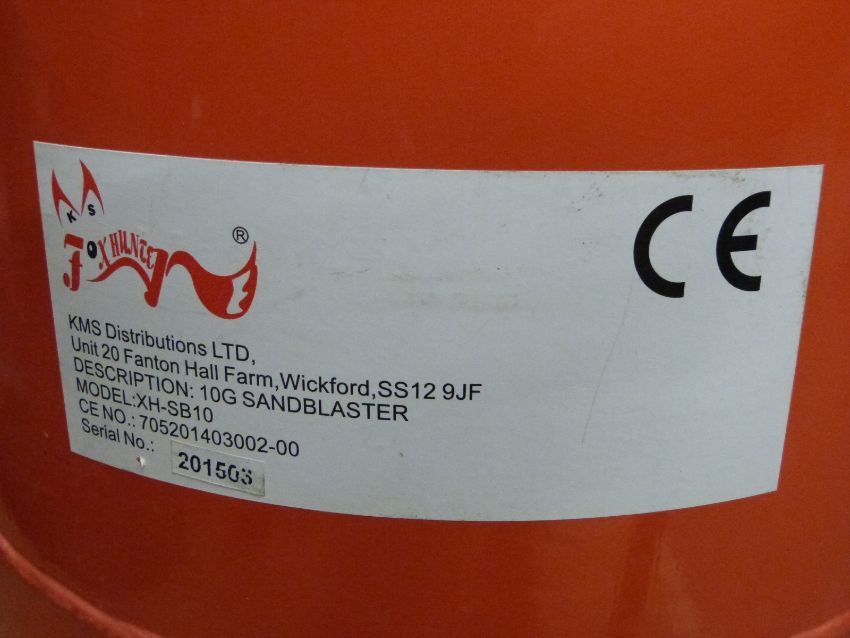 KMS
FOXHUNTER
®
CE
KMS Distributions LTD,
Unit 20 Fanton Hall Farm,Wickford,SS12 9JF
DESCRIPTION: 10G SANDBLASTER
MODEL:XH-SB10
CE NO.: 705201403002-00
Serial No.: 201503